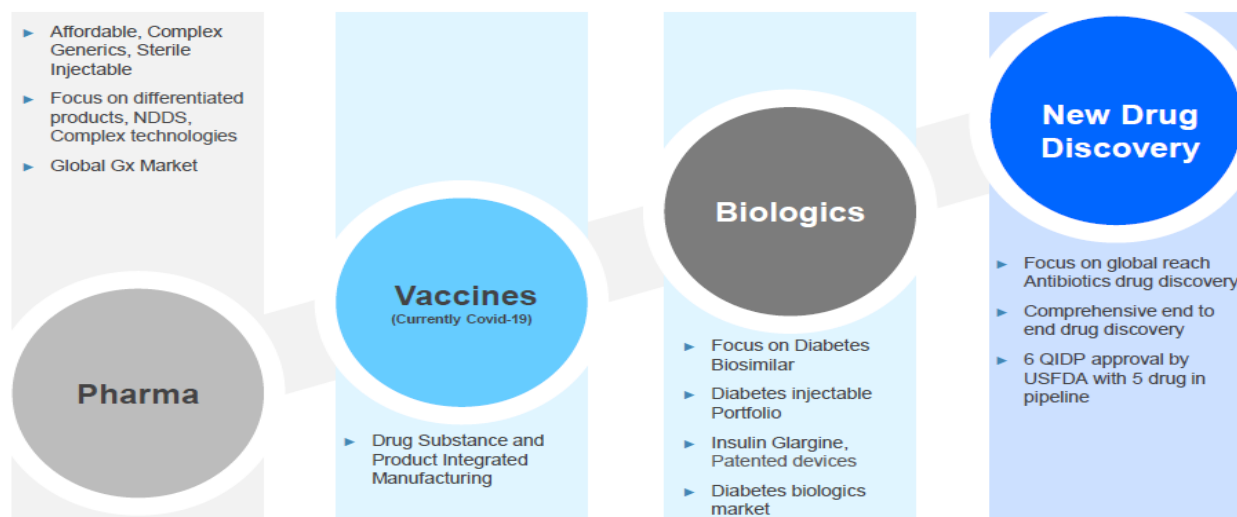 ► Affordable, Complex
Generics, Sterile
Injectable
► Focus on differentiated
products, NDDS,
Complex technologies
► Global Gx Market
Pharma
Vaccines
(Currently Covid-19)
► Drug Substance and
Product Integrated
Manufacturing
Biologics
► Focus on Diabetes
Biosimilar
► Diabetes injectable
Portfolio
► Insulin Glargine,
Patented devices
► Diabetes biologics
market
New Drug
Discovery
► Focus on global reach
Antibiotics drug discovery
► Comprehensive end to
end drug discovery
► 6 QIDP approval by
USFDA with 5 drug in
pipeline